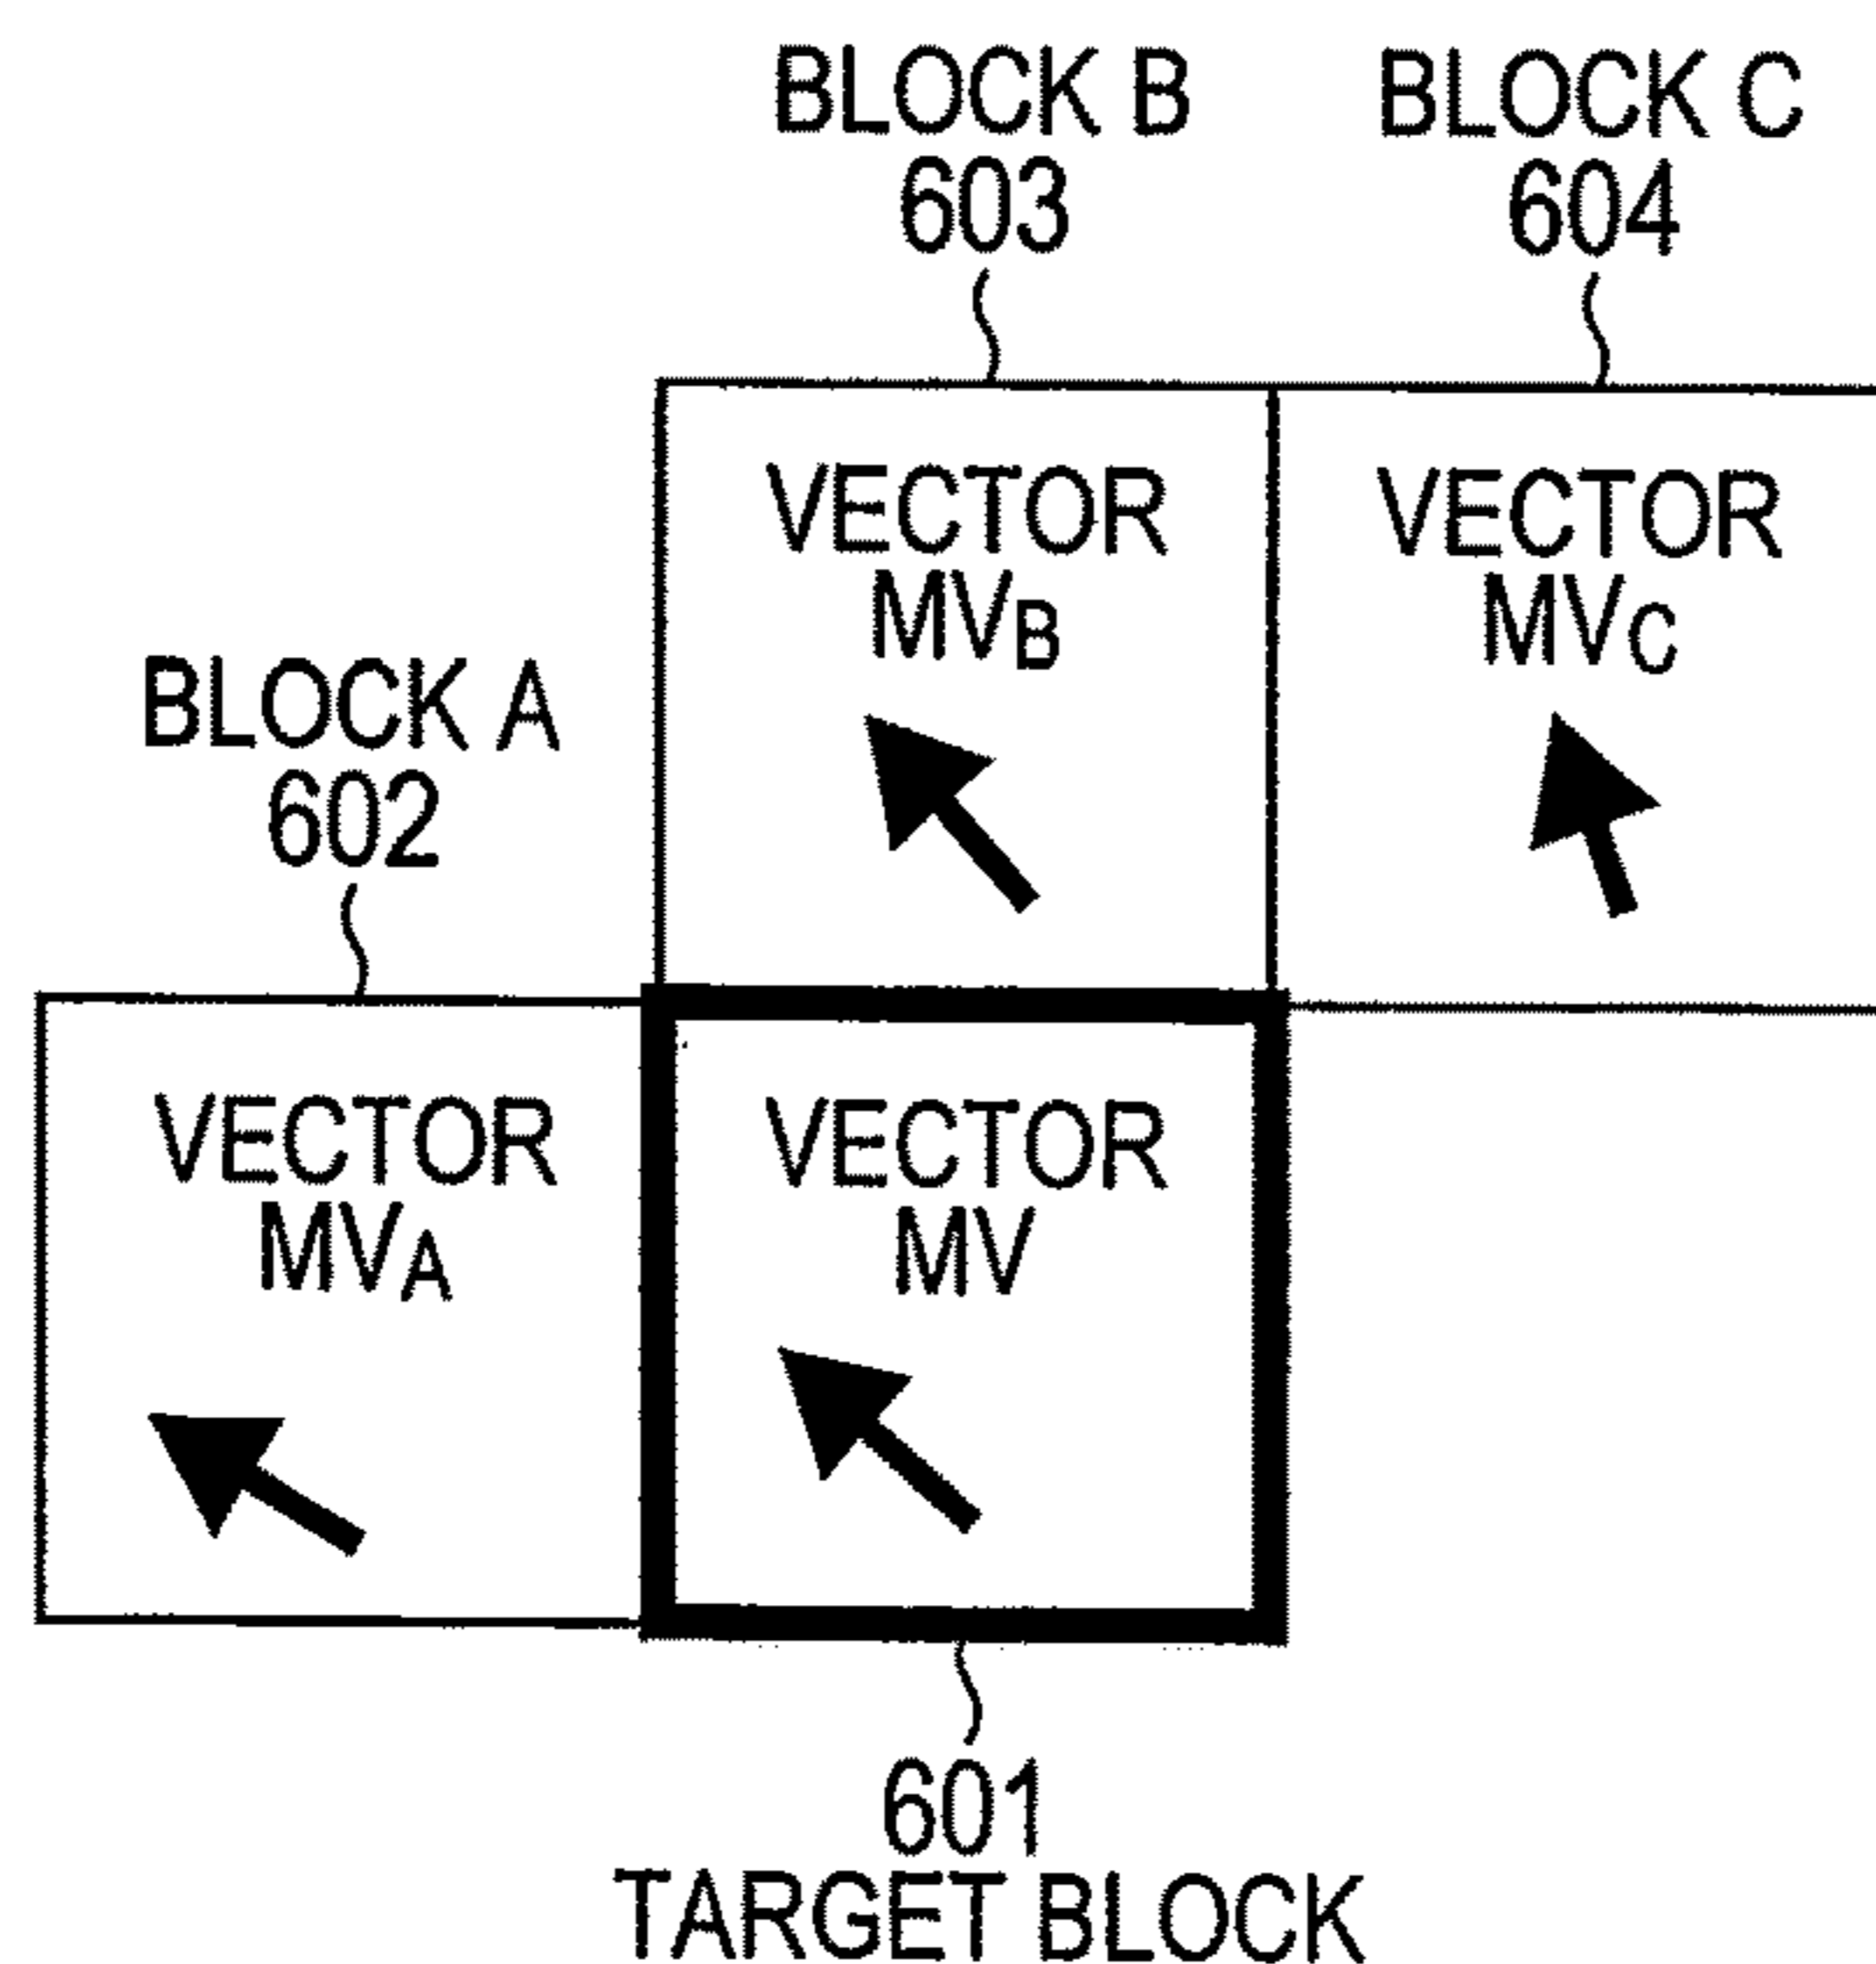 BLOCK B
603
BLOCK C
604
VECTOR
MVB
VECTOR
MVC
BLOCK A
602
VECTOR
MVA
VECTOR
MV
601
TARGET BLOCK